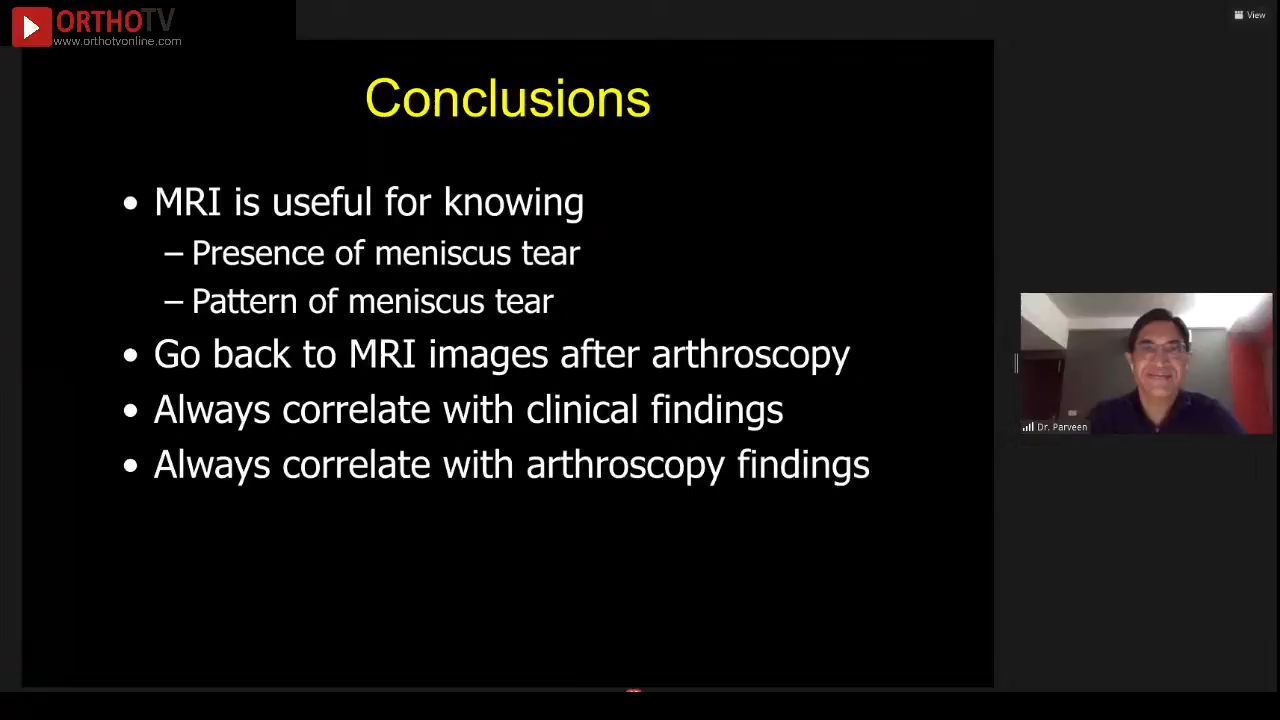 ORTHOTV
www.orthotvonline.com
View
Conclusions
• MRI is useful for knowing
– Presence of meniscus tear
– Pattern of meniscus tear
• Go back to MRI images after arthroscopy
• Always correlate with clinical findings
• Always correlate with arthroscopy findings
Dr. Parveen